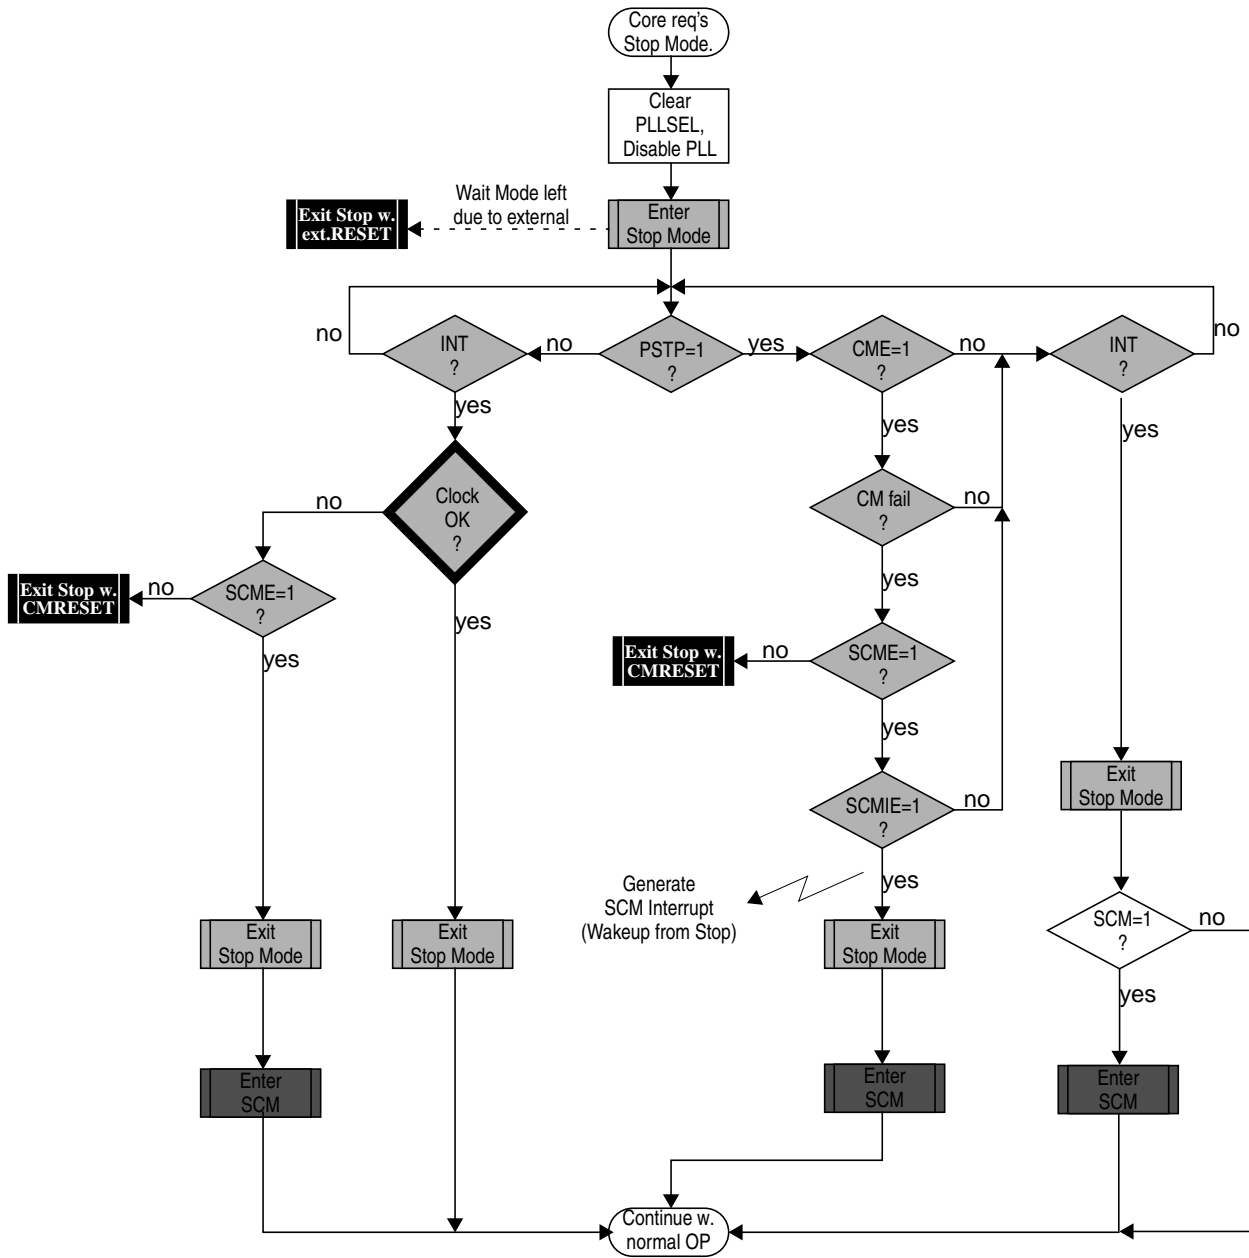 Core req's
Stop Mode.
Clear
PLLSEL,
Disable PLL
Wait Mode left
due to external
Exit Stop w.
ext.RESET
Enter
Stop Mode
no
INT
?
no
PSTP=1
?
yes
CME=1
?
no
INT
?
no
yes
yes
yes
Clock
OK
?
no
CM fail
?
no
Exit Stop w.
CMRESET
no
SCME=1
?
yes
yes
yes
Exit Stop w.
CMRESET
no
SCME=1
?
yes
SCMIE=1
?
no
Exit
Stop Mode
Generate
SCM Interrupt
(Wakeup from Stop)
yes
SCM=1
?
no
Exit
Stop Mode
Exit
Stop Mode
Exit
Stop Mode
yes
Enter
SCM
Enter
SCM
Enter
SCM
Continue w.
normal OP